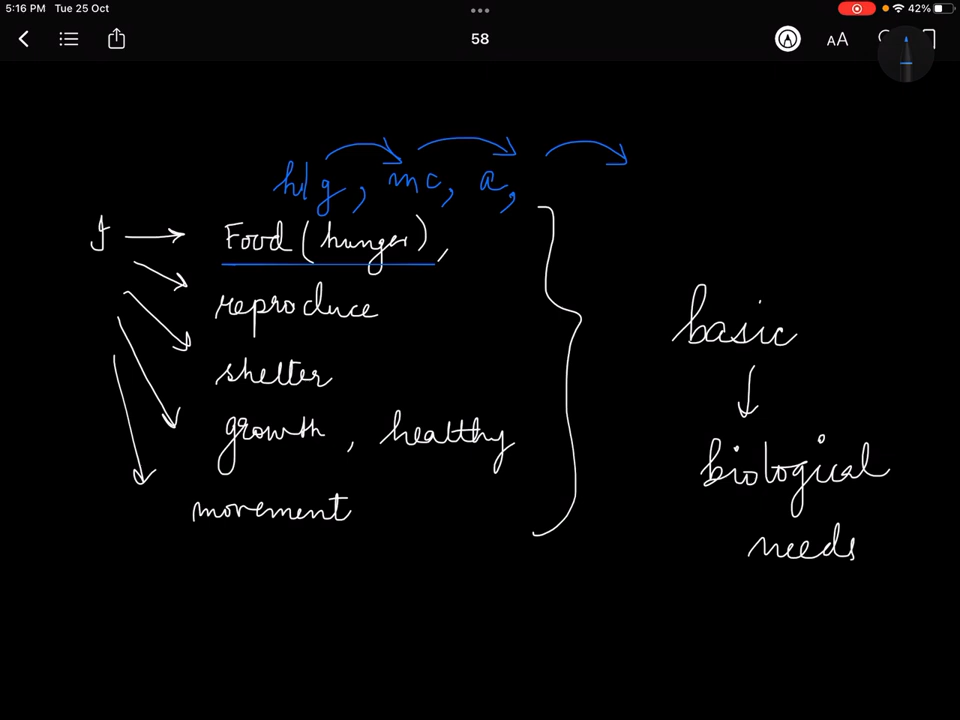 5:16 PM Tue 25 Oct
42%
58
AA
h/g, mc, a,
I → Food (hunger),
reproduce
shelter
growth, healthy
movement
basic
biological
needs